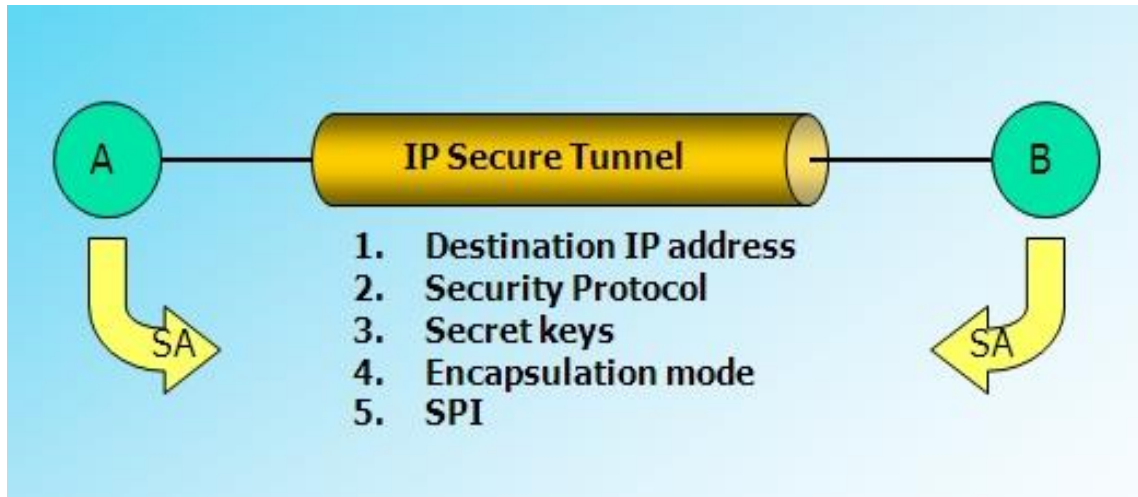 A
IP Secure Tunnel
B
1. Destination IP address
2. Security Protocol
3. Secret keys
4. Encapsulation mode
5. SPI
SA
SA